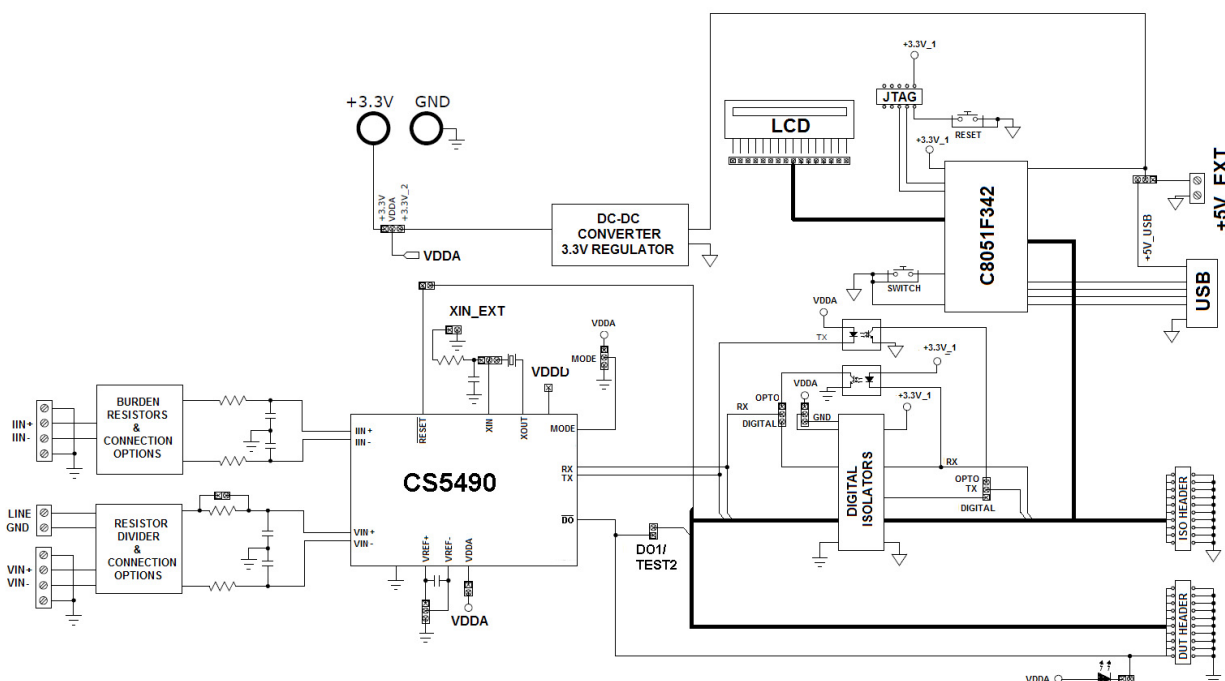 +3.3V GND
+3.3V
VDDA
+3.3V_2
VDDA
DC-DC
CONVERTER
3.3V REGULATOR
LCD
+3.3V_1
JTAG
RESET
+3.3V_1
C8051F342
SWITCH
+5V_EXT
+5V_USB
USB
XIN_EXT
VDDD
VDDA
MODE
VDDA
TX
+3.3V_1
VDDA
OPTO
RX
GND
DIGITAL
+3.3V_1
DIGITAL
ISOLATORS
RX
OPTO
TX
DIGITAL
ISO HEADER
DUT HEADER
BURDEN
RESISTORS
&
CONNECTION
OPTIONS
IIN+
IIN-
LINE
GND
VIN+
VIN-
RESISTOR
DIVIDER
&
CONNECTION
OPTIONS
IIN +
IIN -
RESET
XIN
XOUT
MODE
CS5490
RX
TX
DO
VIN+
VIN -
VREF+
VREF-
VDDA
VDDA
DO1/
TEST2
VDDA